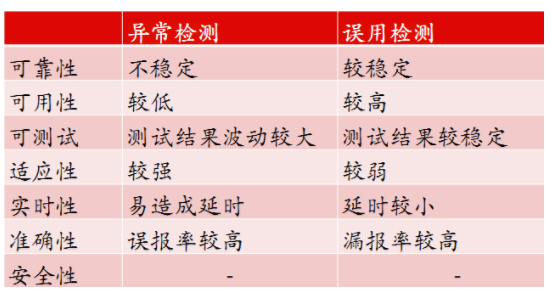 异常检测 误用检测
可靠性 不稳定 较稳定
可用性 较低 较高
可测试 测试结果波动较大 测试结果较稳定
适应性 较强 较弱
实时性 易造成延时 延时较小
准确性 误报率较高 漏报率较高
安全性 - -